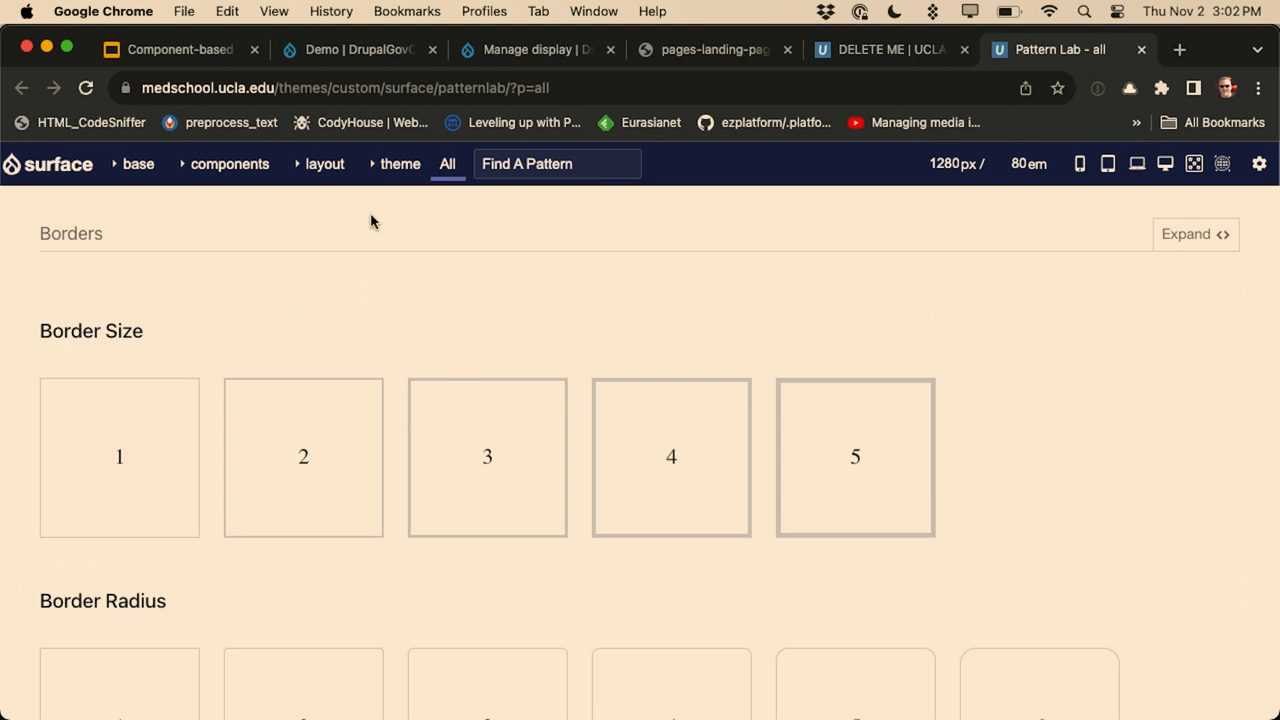 Google Chrome File Edit View History Bookmarks Profiles Tab Window Help Thu Nov 2 3:02 PM
Component-based Demo | DrupalGovC Manage display | D pages-landing-pag DELETE ME | UCLA Pattern Lab - all
medschool.ucla.edu/themes/custom/surface/patternlab/?p=all
HTML_CodeSniffer preprocess_text CodyHouse | Web... Leveling up with P... Eurasianet ezplatform/.platfo... Managing media i... » All Bookmarks
surface base components layout theme All Find A Pattern 1280px / 80em
Borders Expand <>
Border Size
1 2 3 4 5
Border Radius